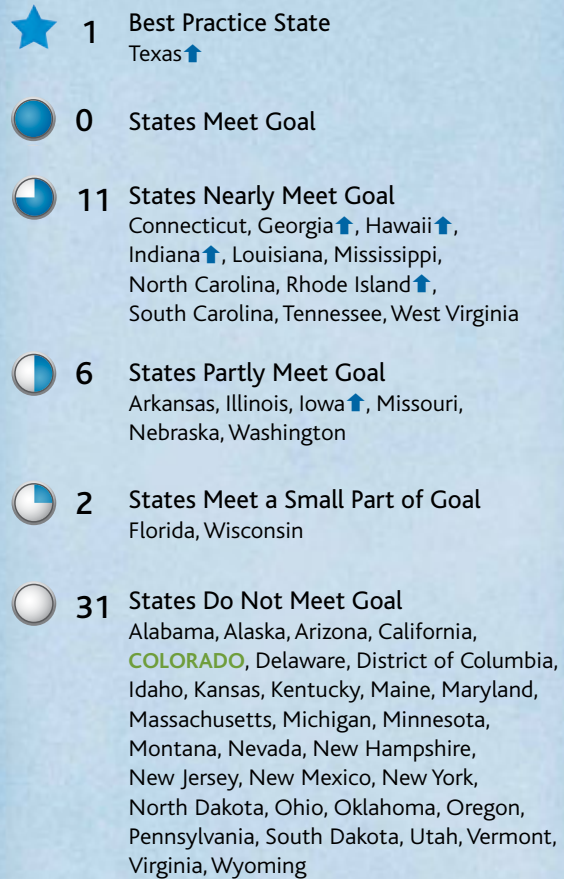 1 Best Practice State
Texas⬆
0 States Meet Goal
11 States Nearly Meet Goal
Connecticut, Georgia⬆, Hawaii⬆,
Indiana⬆, Louisiana, Mississippi,
North Carolina, Rhode Island⬆,
South Carolina, Tennessee, West Virginia
6 States Partly Meet Goal
Arkansas, Illinois, Iowa⬆, Missouri,
Nebraska, Washington
2 States Meet a Small Part of Goal
Florida, Wisconsin
31 States Do Not Meet Goal
Alabama, Alaska, Arizona, California,
COLORADO, Delaware, District of Columbia,
Idaho, Kansas, Kentucky, Maine, Maryland,
Massachusetts, Michigan, Minnesota,
Montana, Nevada, New Hampshire,
New Jersey, New Mexico, New York,
North Dakota, Ohio, Oklahoma, Oregon,
Pennsylvania, South Dakota, Utah, Vermont,
Virginia, Wyoming